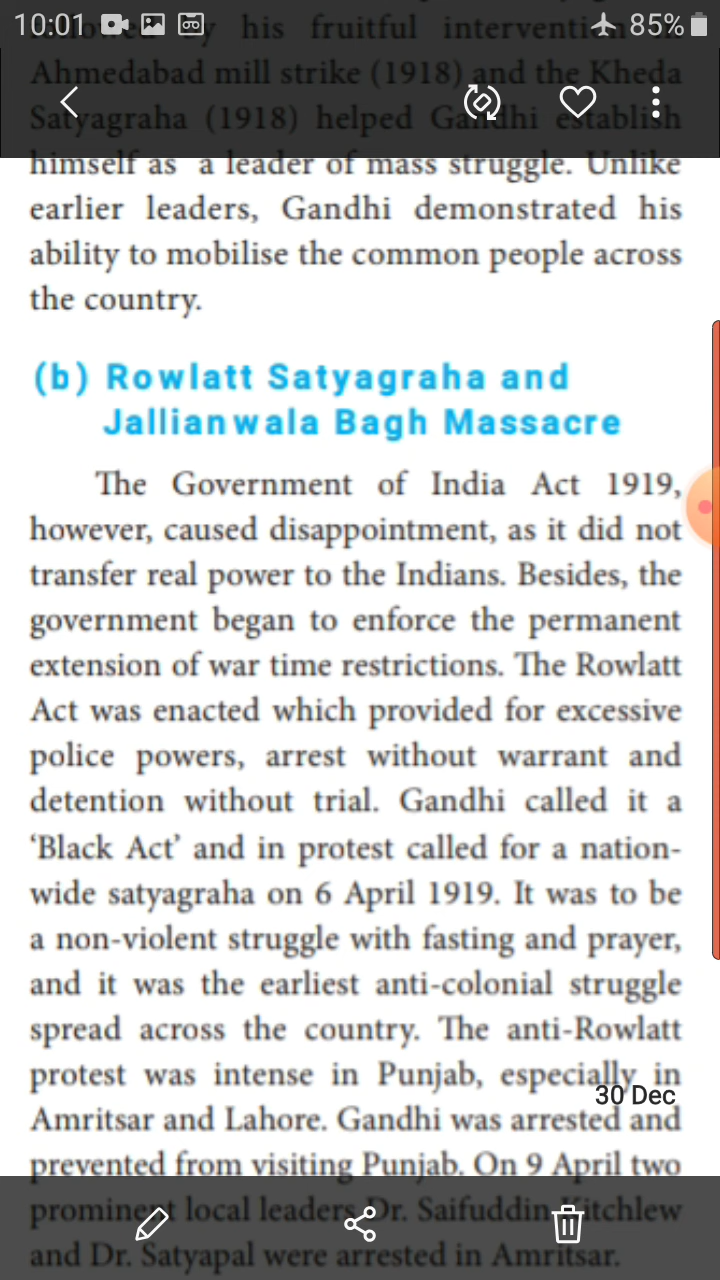 10:01
85%
his fruitful
Ahmedabad mill strike (1918) and the Kheda
Satyagraha (1918) helped Gandhi establish
himself as a leader of mass struggle. Unlike
earlier leaders, Gandhi demonstrated his
ability to mobilise the common people across
the country.
(b) Rowlatt Satyagraha and
Jallianwala Bagh Massacre
The Government of India Act 1919,
however, caused disappointment, as it did not
transfer real power to the Indians. Besides, the
government began to enforce the permanent
extension of war time restrictions. The Rowlatt
Act was enacted which provided for excessive
police powers, arrest without warrant and
detention without trial. Gandhi called it a
‘Black Act’ and in protest called for a nation-
wide satyagraha on 6 April 1919. It was to be
a non-violent struggle with fasting and prayer,
and it was the earliest anti-colonial struggle
spread across the country. The anti-Rowlatt
protest was intense in Punjab, especially in
30 Dec
Amritsar and Lahore. Gandhi was arrested and
prevented from visiting Punjab. On 9 April two
prominent local leaders Dr. Saifuddin Kitchlew
and Dr. Satyapal were arrested in Amritsar.